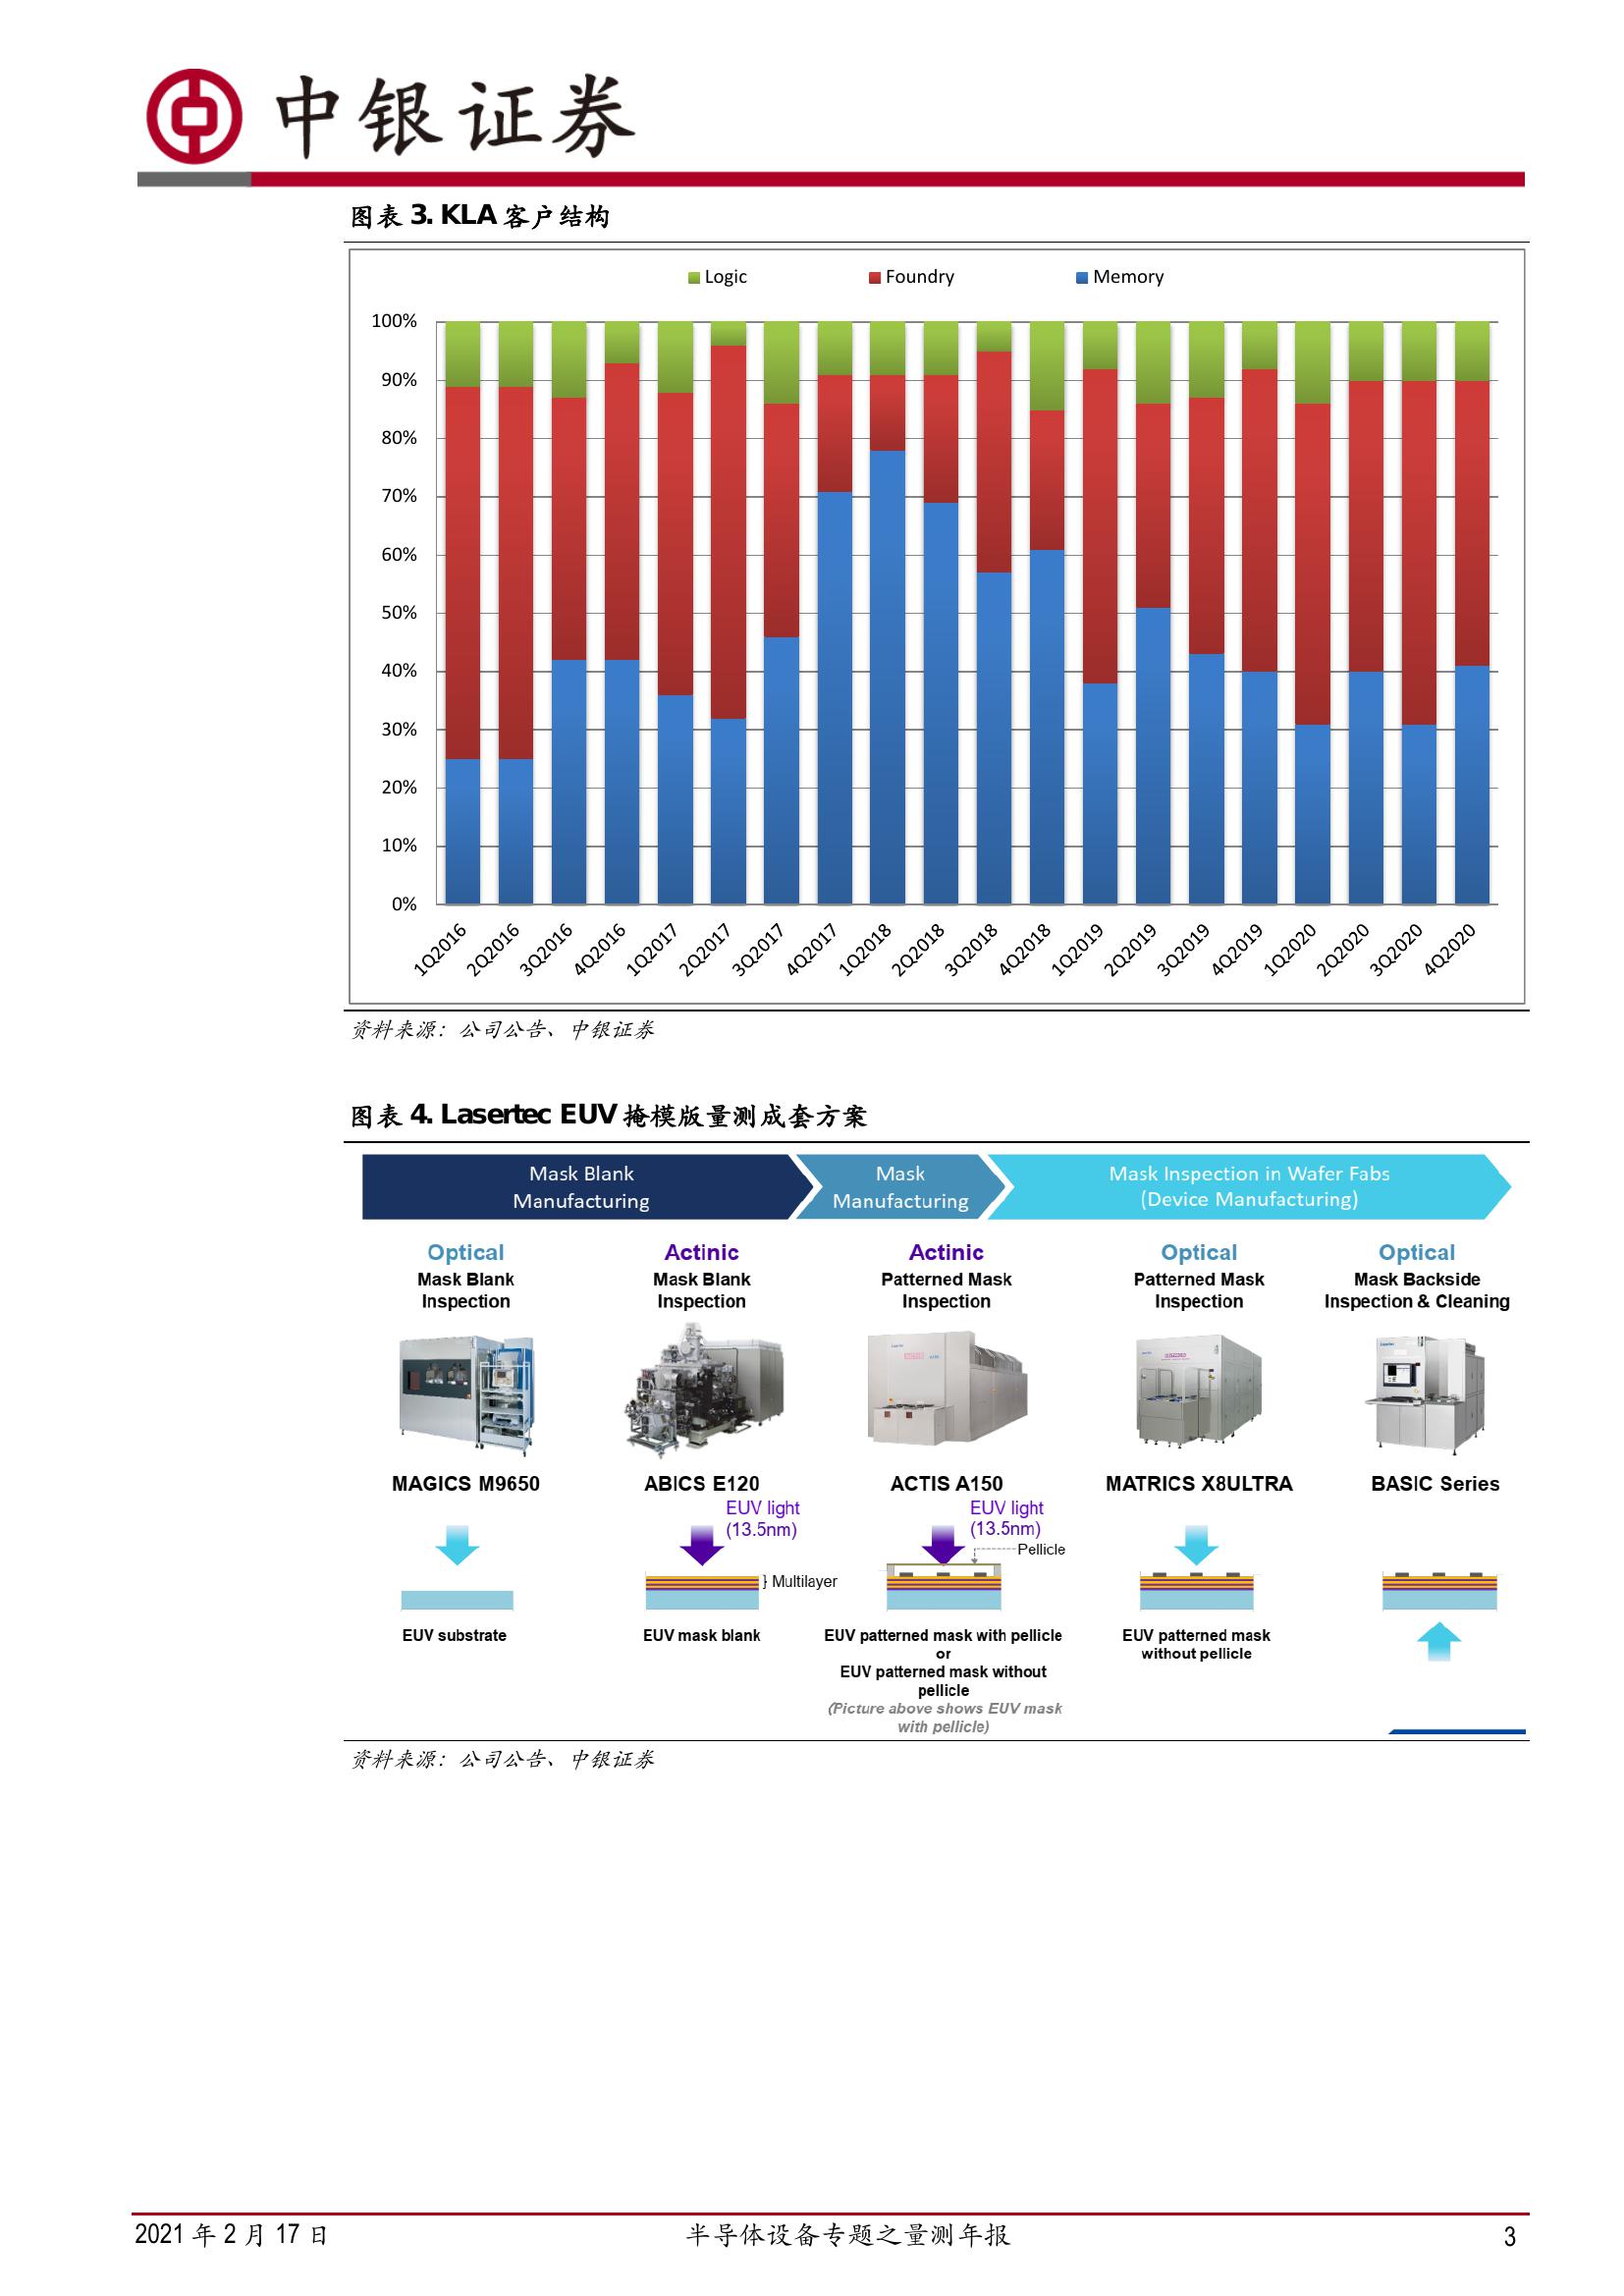 中银证券
图表 3. KLA 客户结构
Logic Foundry Memory
100%
90%
80%
70%
60%
50%
40%
30%
20%
10%
0%
1Q2016 2Q2016 3Q2016 4Q2016 1Q2017 2Q2017 3Q2017 4Q2017 1Q2018 2Q2018 3Q2018 4Q2018 1Q2019 2Q2019 3Q2019 4Q2019 1Q2020 2Q2020 3Q2020 4Q2020
资料来源：公司公告、中银证券
图表 4. Lasertec EUV 掩模版量测成套方案
Mask Blank
Manufacturing
Mask
Manufacturing
Mask Inspection in Wafer Fabs
(Device Manufacturing)
Optical
Mask Blank
Inspection
Actinic
Mask Blank
Inspection
Actinic
Patterned Mask
Inspection
Optical
Patterned Mask
Inspection
Optical
Mask Backside
Inspection & Cleaning
MAGICS M9650
ABICS E120
ACTIS A150
MATRICS X8ULTRA
BASIC Series
EUV light
(13.5nm)
EUV light
(13.5nm)
Pellicle
} Multilayer
EUV substrate
EUV mask blank
EUV patterned mask with pellicle
or
EUV patterned mask without
pellicle
(Picture above shows EUV mask
with pellicle)
EUV patterned mask
without pellicle
资料来源：公司公告、中银证券
2021 年 2 月 17 日 半导体设备专题之量测年报 3